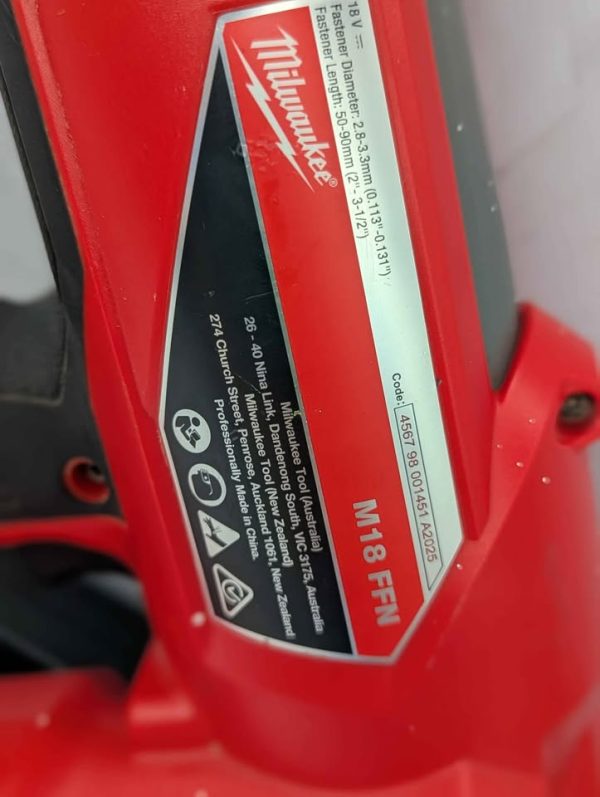 Milwaukee®
18 V ⎓
Fastener Diameter: 2.8-3.3mm (0.113"-0.131")
Fastener Length: 50-90mm (2"- 3-1/2")
Code: 4567 98 001451 A2025
M18 FFN
Milwaukee Tool (Australia)
26 - 40 Nina Link, Dandenong South, VIC 3175, Australia
Milwaukee Tool (New Zealand)
274 Church Street, Penrose, Auckland 1061, New Zealand
Professionally Made in China.